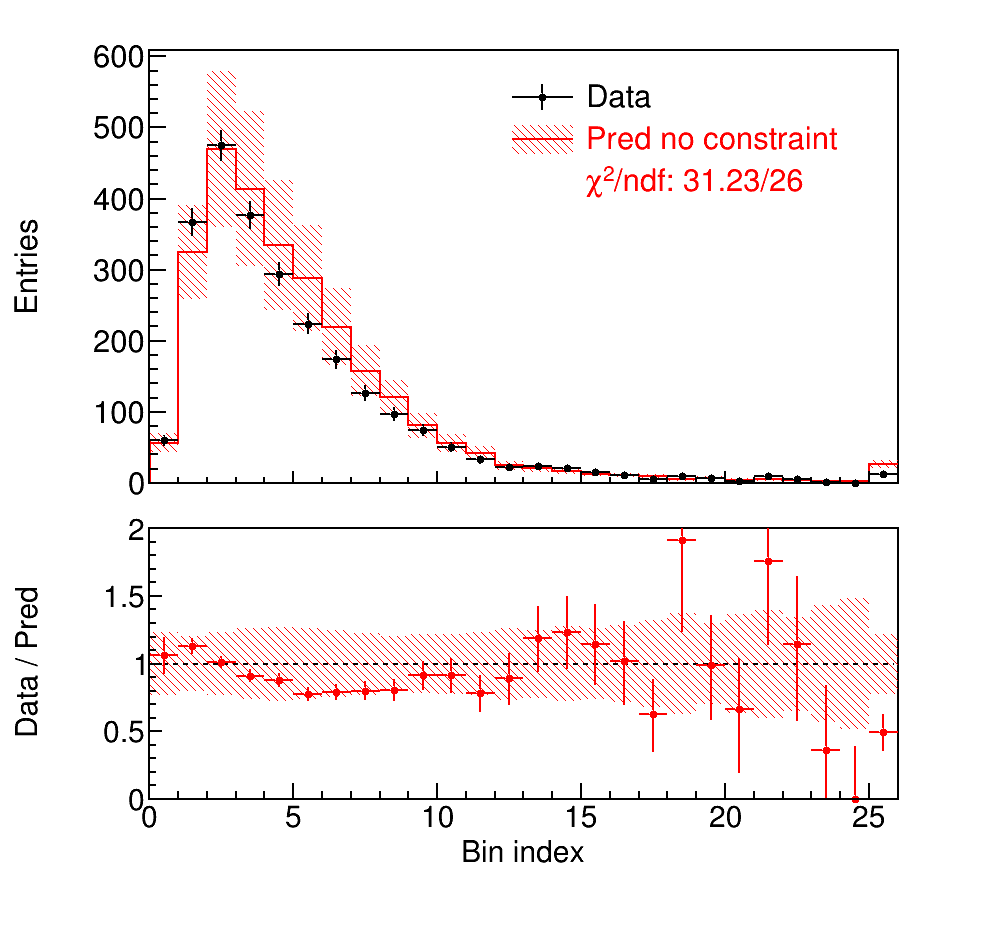 600
500
400
300
200
100
0
Entries
Data
Pred no constraint
χ²/ndf: 31.23/26
2
1.5
1
0.5
0
Data / Pred
0 5 10 15 20 25
Bin index